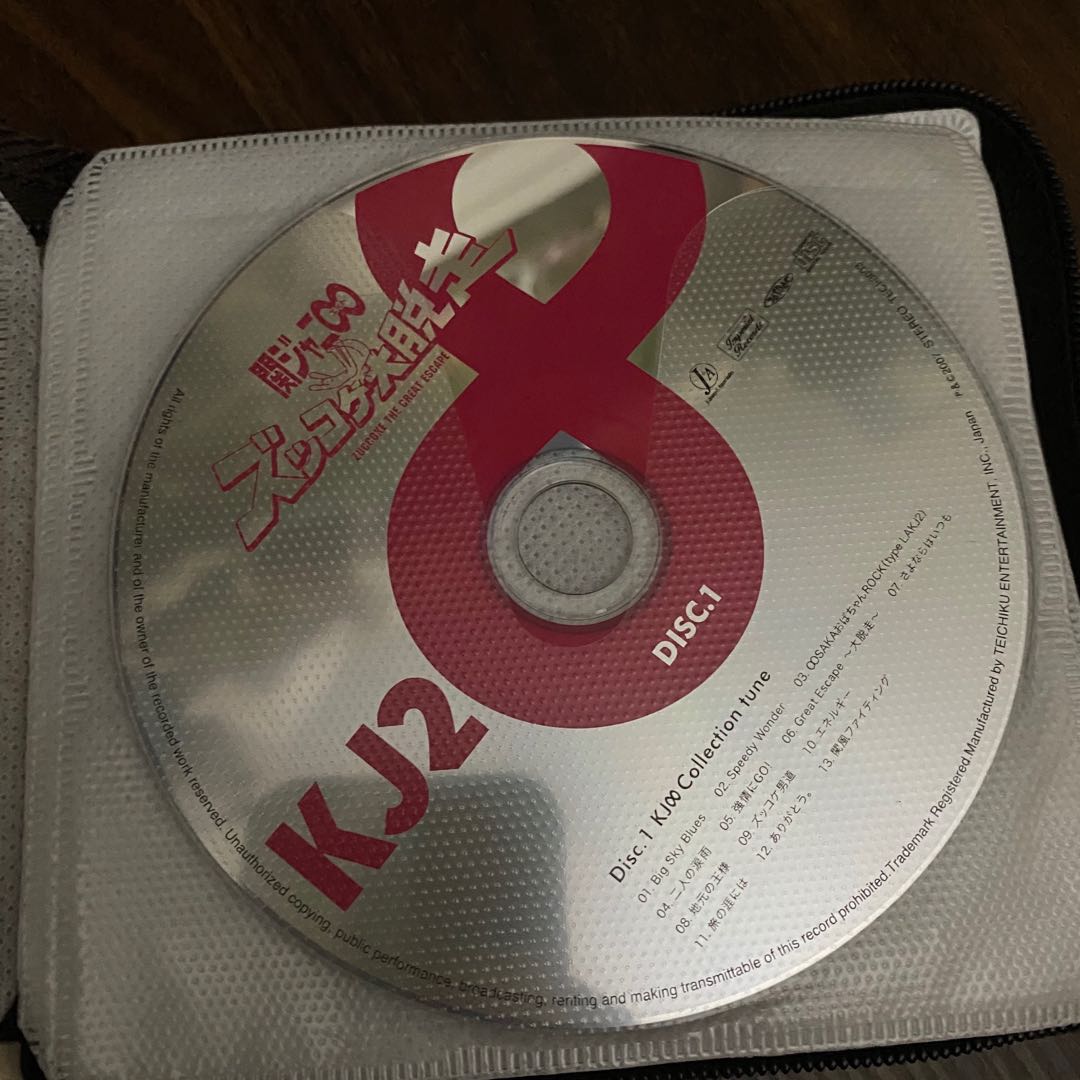 関ジャニ∞
ズッコケ大脱走
ZUCCOKE THE GREAT ESCAPE
KJ2
DISC.1
Disc.1 KJ∞ Collection tune
01. Big Sky Blues 02. Speedy Wonder 03. ∞SAKAおばちゃんROCK(type LAKJ2)
04. 二人の涙雨 05. 強情にGO! 06. Great Escape ～大脱走～ 07. さよならはいつも
08. 地元の王様 09. ズッコケ男道 10. エネルギー
11. 旅の涯には 12. ありがとう。 13. 関風ファイティング
Imperial Records
JA
P&C2007 STEREO
All rights of the manufacturer and of the owner of the recorded work reserved. Unauthorized copying, public performance, broadcasting, renting and making transmittable of this record prohibited. Trademark Registered. Manufactured by TEICHIKU ENTERTAINMENT, INC., Japan